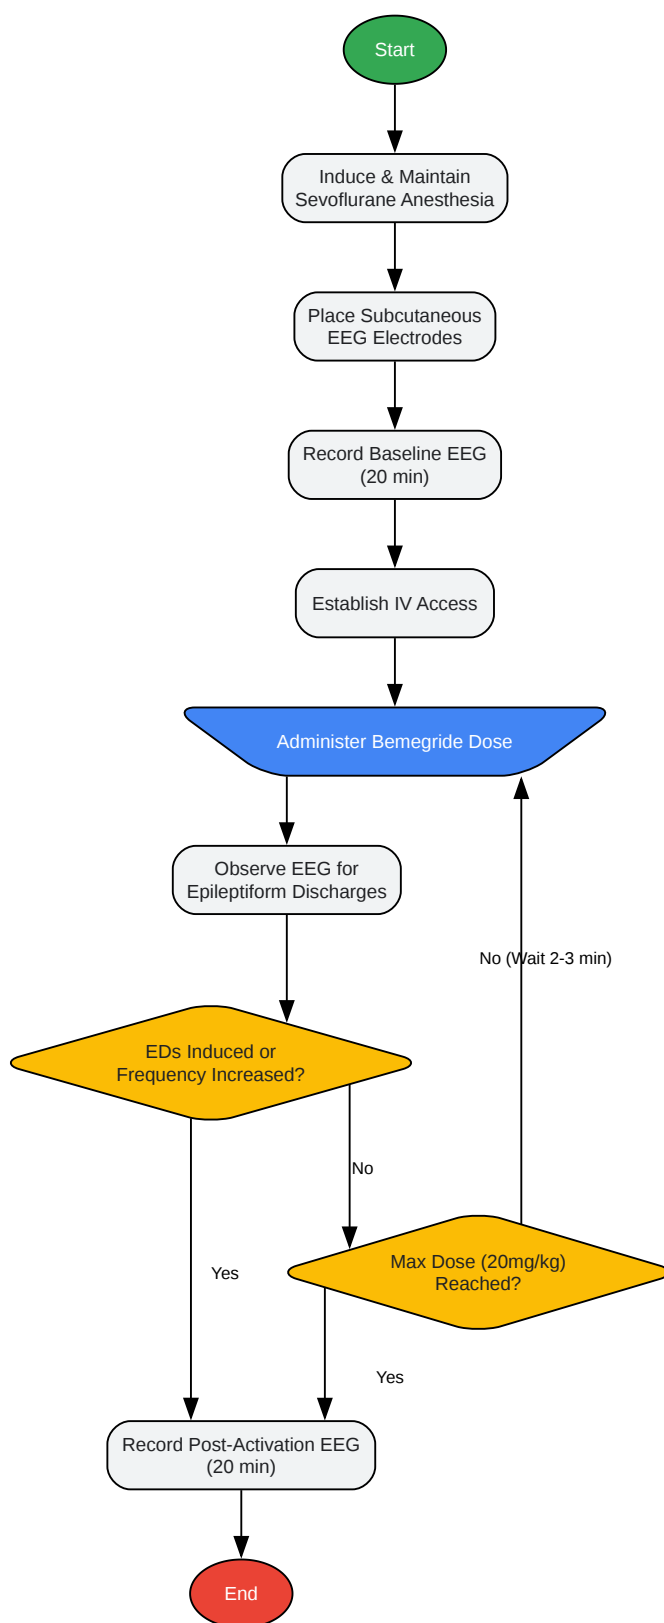 Start
Induce & Maintain
Sevoflurane Anesthesia
Place Subcutaneous
EEG Electrodes
Record Baseline EEG
(20 min)
Establish IV Access
Administer Bemegride Dose
Observe EEG for
Epileptiform Discharges
No (Wait 2-3 min)
EDs Induced or
Frequency Increased?
No
Max Dose (20mg/kg)
Reached?
Yes
Yes
Record Post-Activation EEG
(20 min)
End